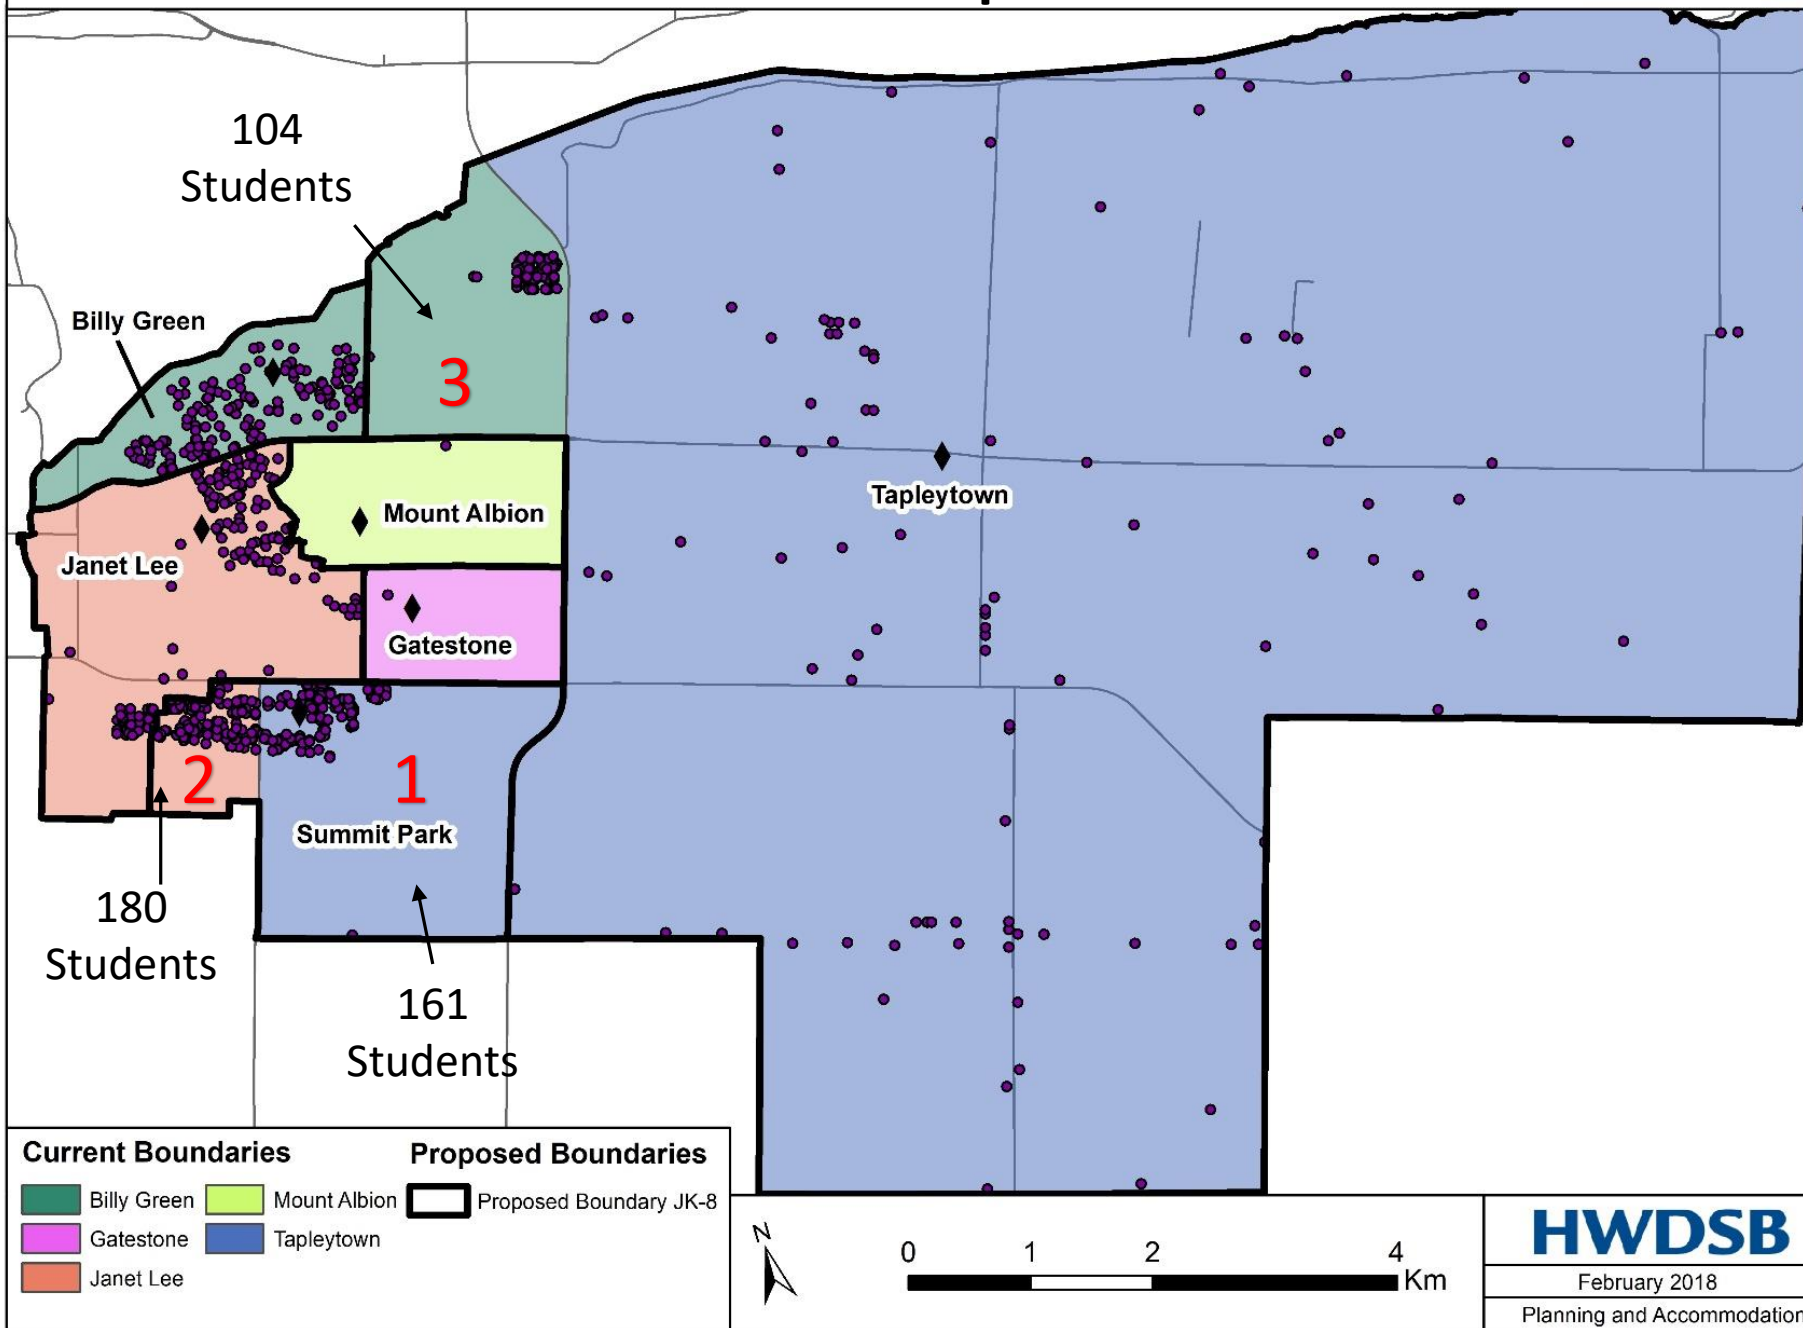 104
Students
Billy Green
3
Mount Albion
Tapleytown
Janet Lee
Gatestone
2
1
Summit Park
180
Students
161
Students
Current Boundaries
Proposed Boundaries
Billy Green
Mount Albion
Proposed Boundary JK-8
Gatestone
Tapleytown
Janet Lee
N
0 1 2 4
Km
HWDSB
February 2018
Planning and Accommodation